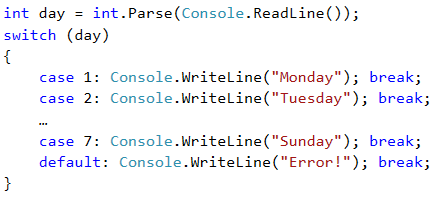 int day = int.Parse(Console.ReadLine());
switch (day)
{
    case 1: Console.WriteLine("Monday"); break;
    case 2: Console.WriteLine("Tuesday"); break;
    …
    case 7: Console.WriteLine("Sunday"); break;
    default: Console.WriteLine("Error!"); break;
}